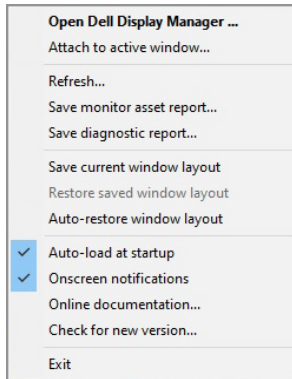 Open Dell Display Manager ...
Attach to active window...
Refresh...
Save monitor asset report...
Save diagnostic report...
Save current window layout
Restore saved window layout
Auto-restore window layout
Auto-load at startup
Onscreen notifications
Online documentation...
Check for new version...
Exit